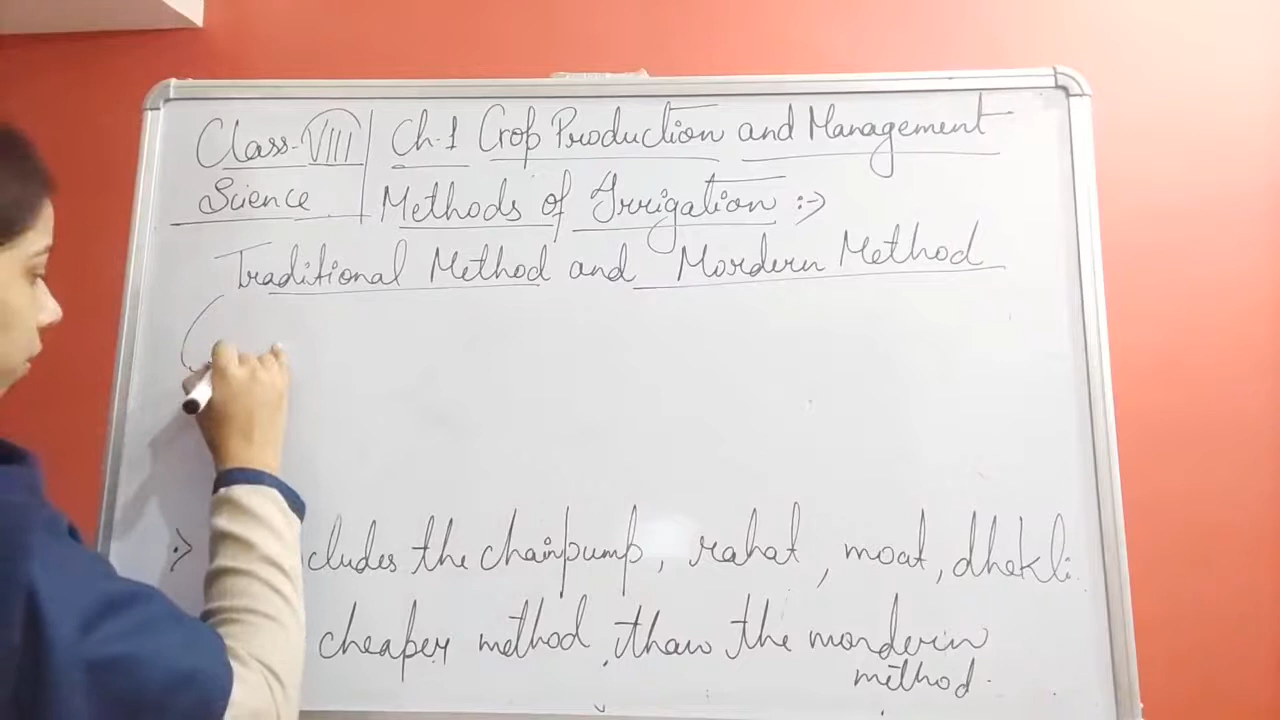 Class-VIII | Ch-1 Crop Production and Management
Science | Methods of Irrigation :->
Traditional Method and Mordern Method
:> cludes the chainpump, rahat, moat, dhekli.
cheaper method than the mordern
method.